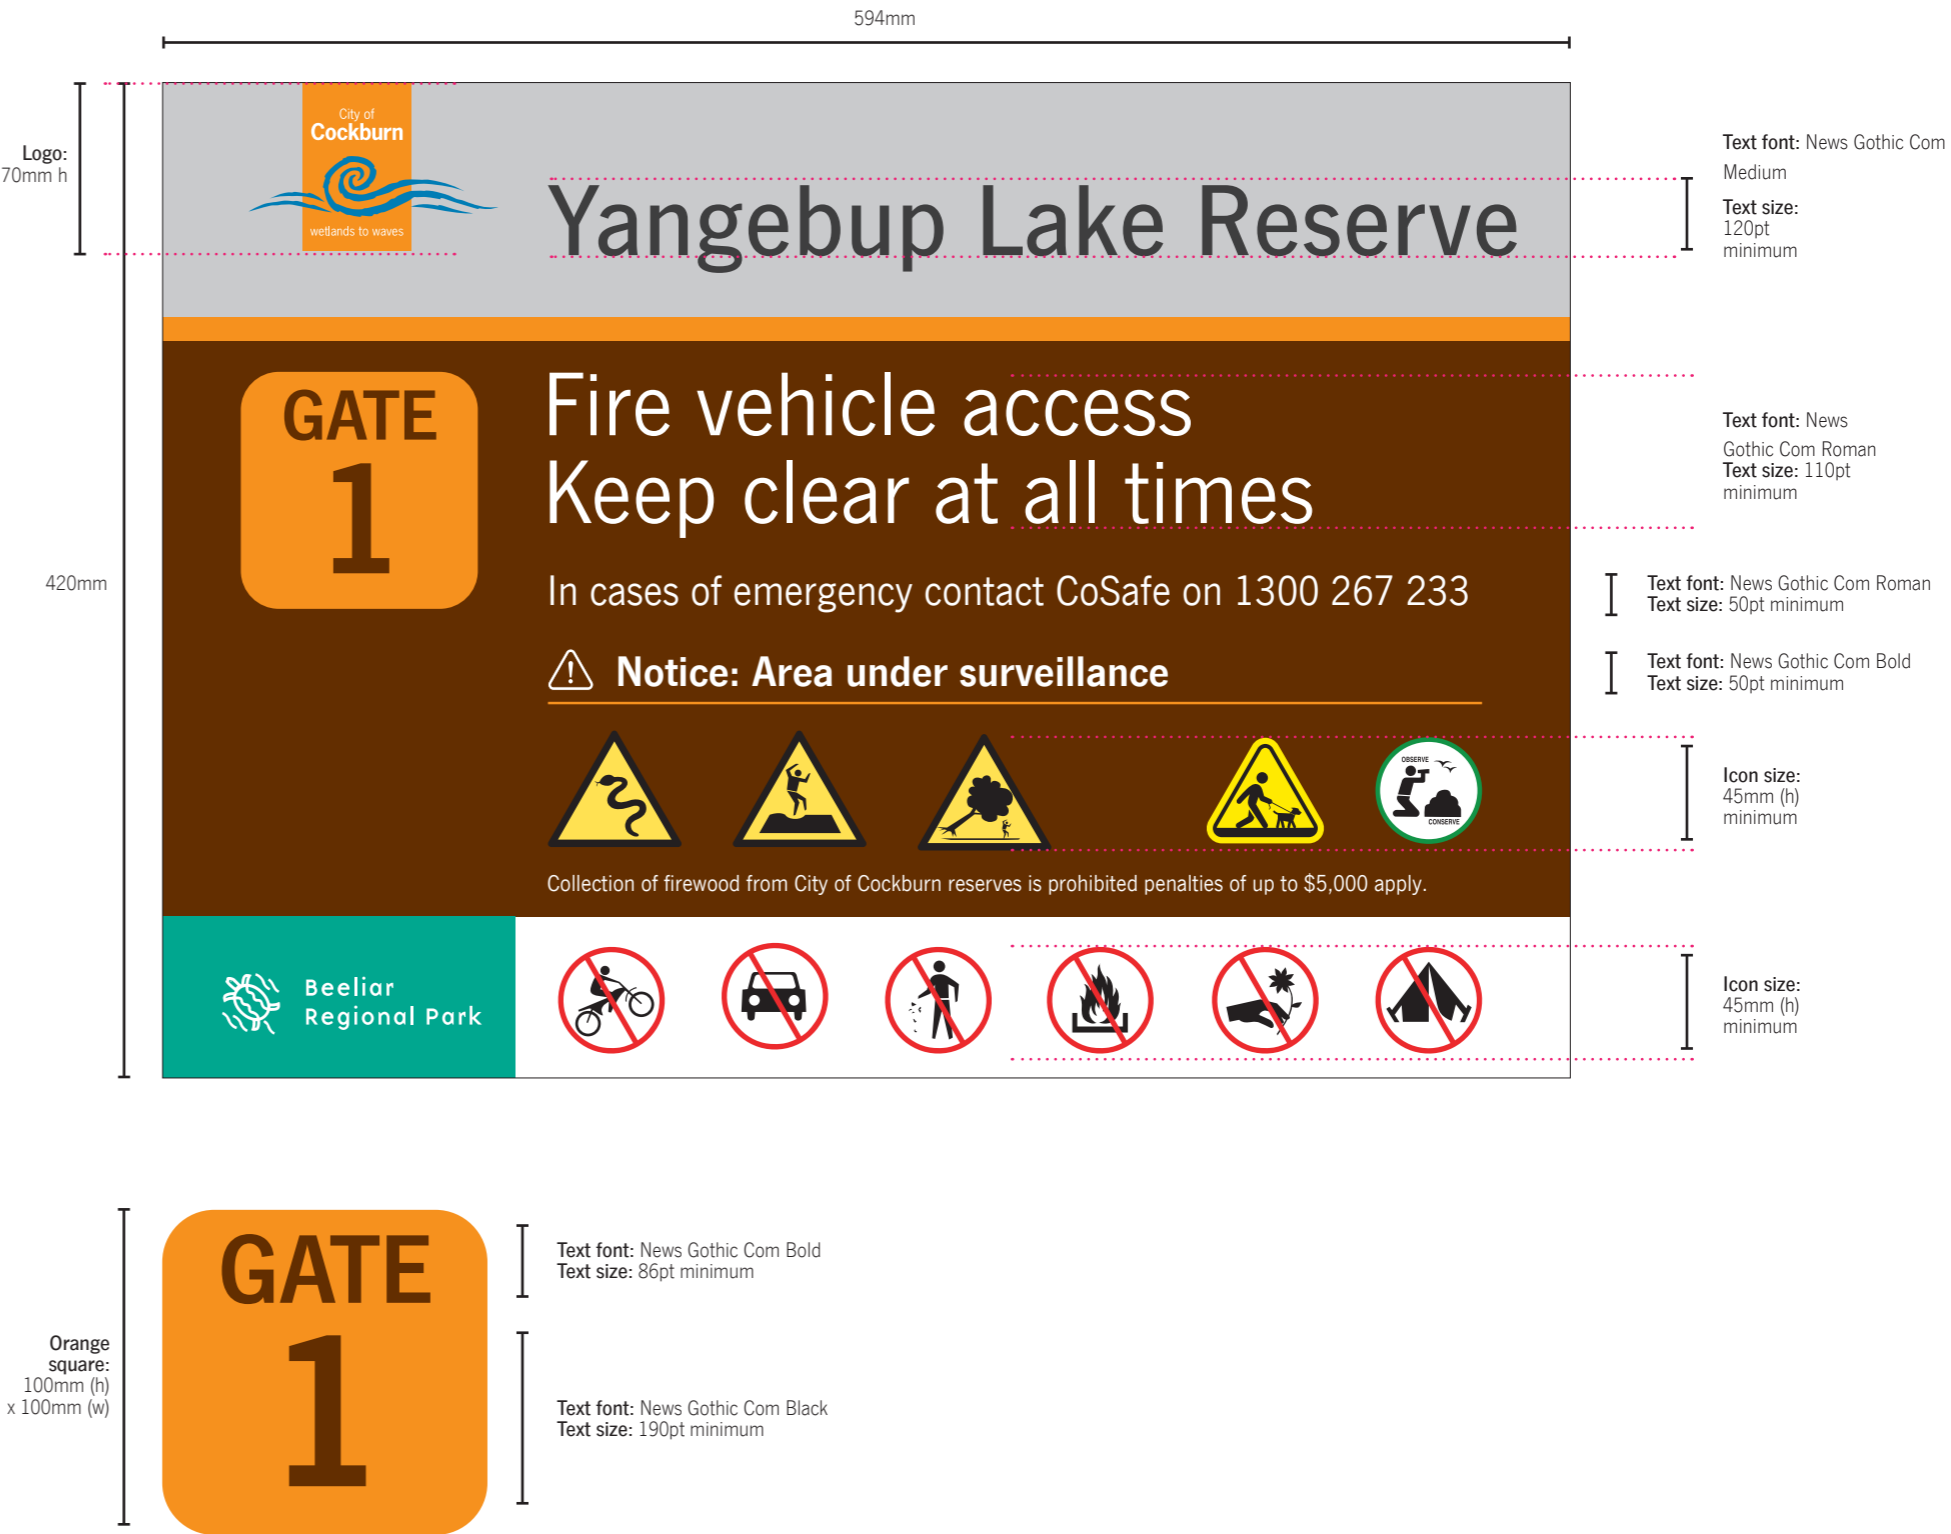 594mm
Logo:
70mm h
City of
Cockburn
wetlands to waves
Yangebup Lake Reserve
Text font: News Gothic Com
Medium
Text size:
120pt
minimum
420mm
GATE
1
Fire vehicle access
Keep clear at all times
Text font: News
Gothic Com Roman
Text size: 110pt
minimum
In cases of emergency contact CoSafe on 1300 267 233
Text font: News Gothic Com Roman
Text size: 50pt minimum
Notice: Area under surveillance
Text font: News Gothic Com Bold
Text size: 50pt minimum
OBSERVE
CONSERVE
Icon size:
45mm (h)
minimum
Collection of firewood from City of Cockburn reserves is prohibited penalties of up to $5,000 apply.
Beeliar
Regional Park
Icon size:
45mm (h)
minimum
Orange
square:
100mm (h)
x 100mm (w)
GATE
1
Text font: News Gothic Com Bold
Text size: 86pt minimum
Text font: News Gothic Com Black
Text size: 190pt minimum